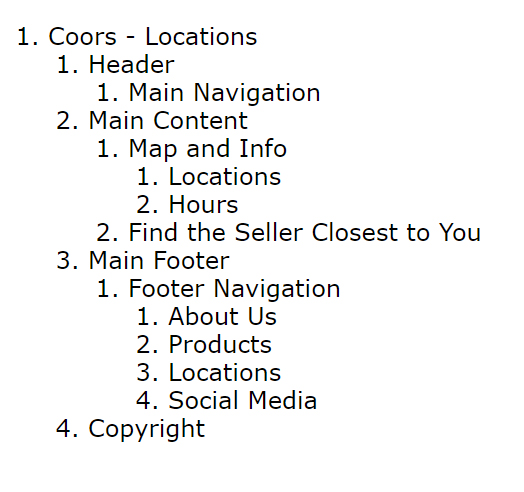 1. Coors - Locations
1. Header
1. Main Navigation
2. Main Content
1. Map and Info
1. Locations
2. Hours
2. Find the Seller Closest to You
3. Main Footer
1. Footer Navigation
1. About Us
2. Products
3. Locations
4. Social Media
4. Copyright